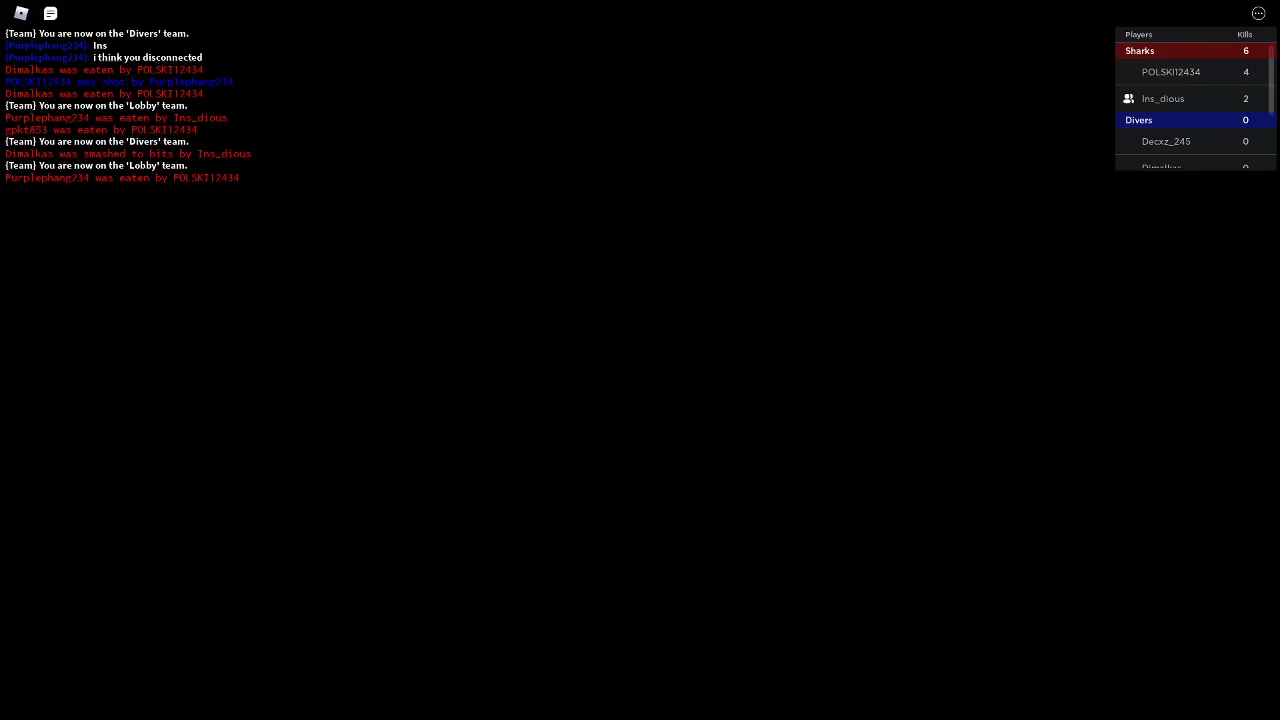 {Team} You are now on the 'Divers' team.
[Purplephang234]: Ins
[Purplephang234]: i think you disconnected
Dimalkas was eaten by POLSKI12434
POLSKI12434 was shot by Purplephang234
Dimalkas was eaten by POLSKI12434
{Team} You are now on the 'Lobby' team.
Purplephang234 was eaten by Ins_dious
gpkt853 was eaten by POLSKI12434
{Team} You are now on the 'Divers' team.
Dimalkas was smashed to bits by Ins_dious
{Team} You are now on the 'Lobby' team.
Purplephang234 was eaten by POLSKI12434
Players Kills
Sharks 6
POLSKI12434 4
Ins_dious 2
Divers 0
Decxz_245 0
Dimalkas 0